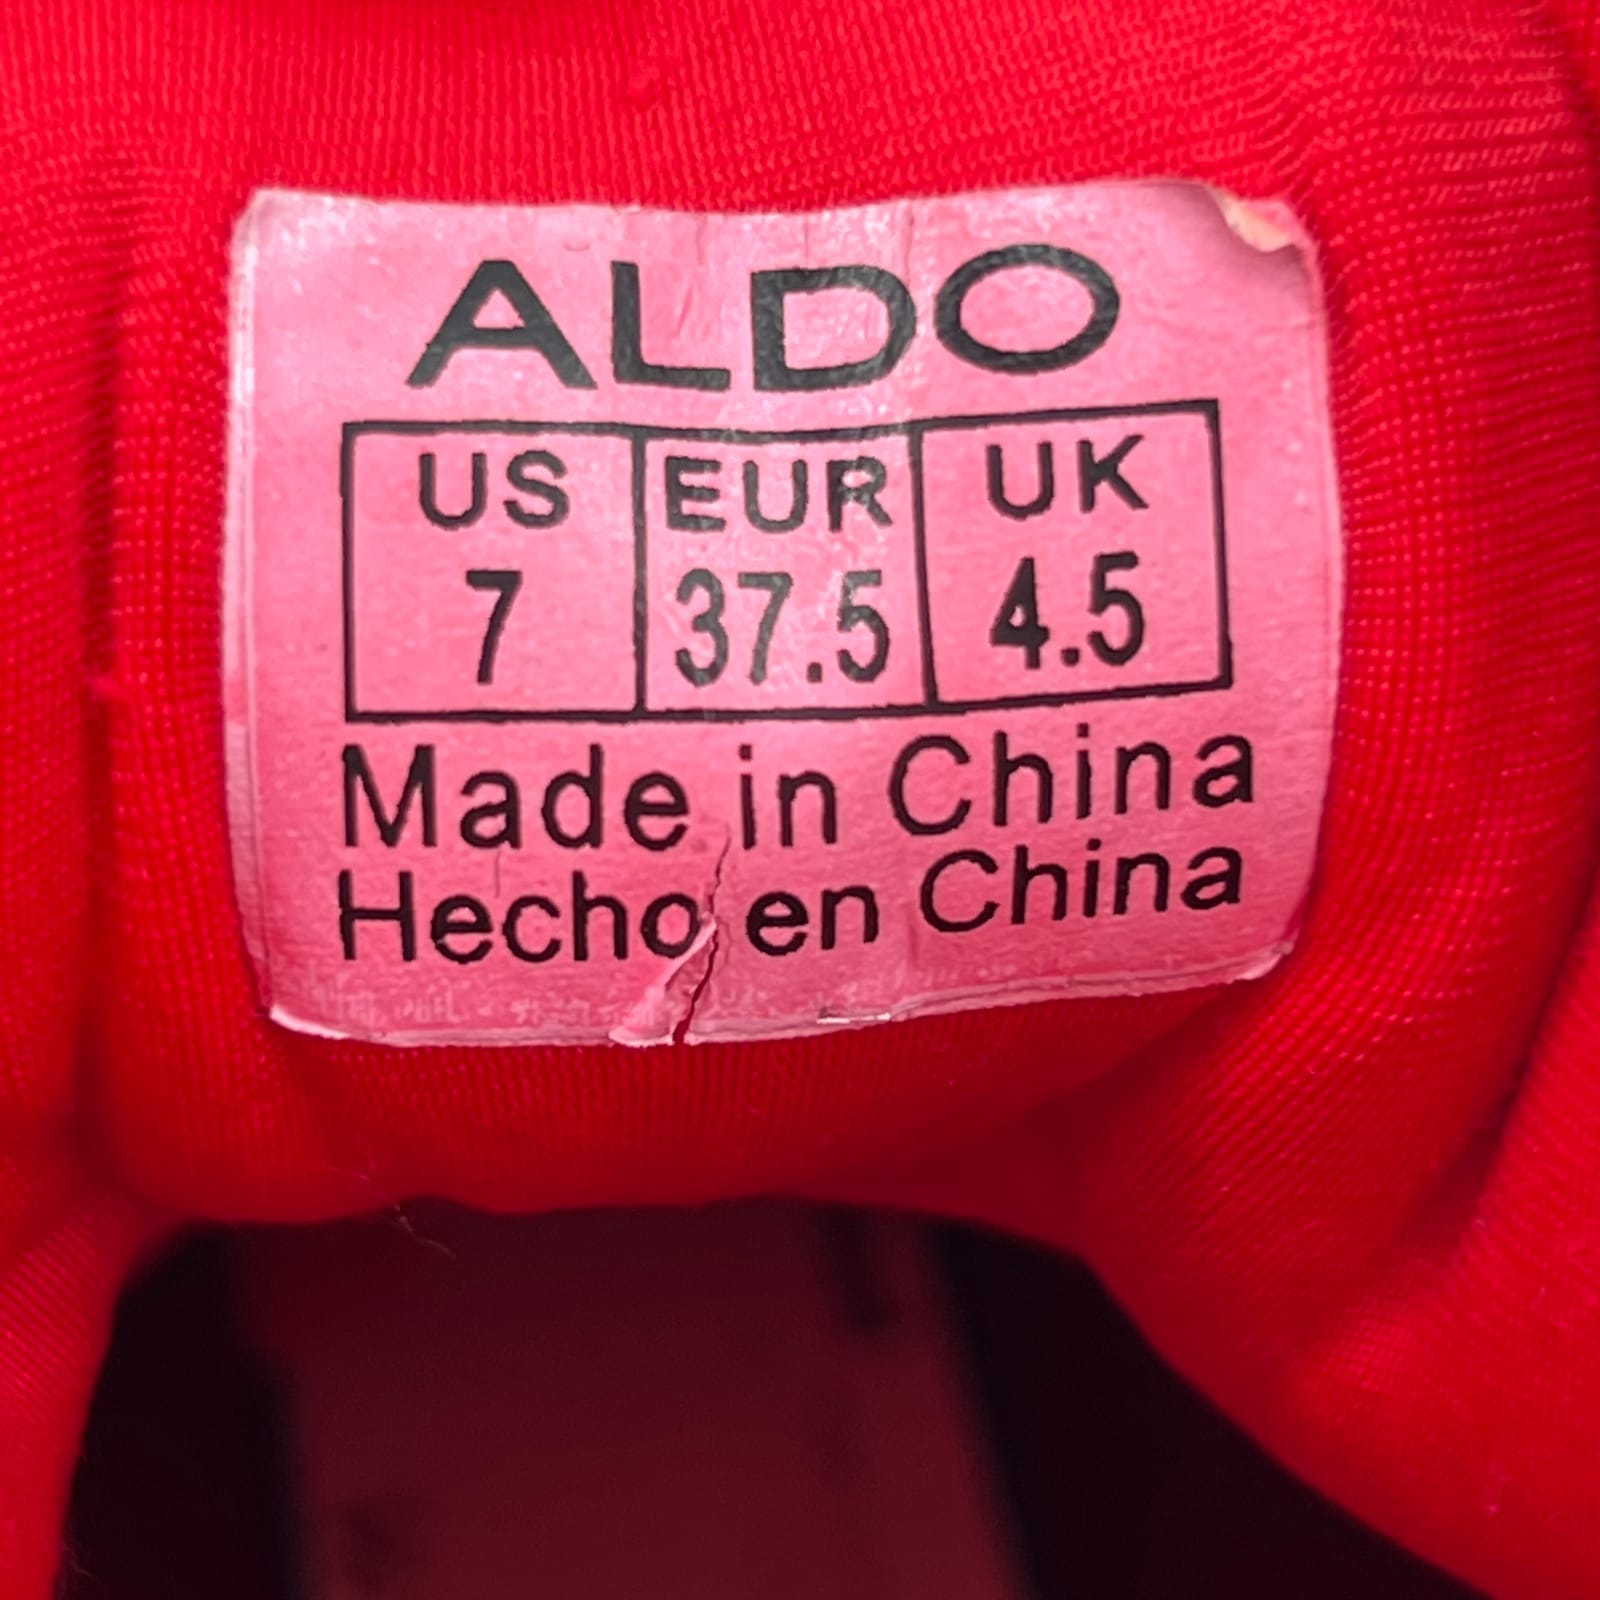 ALDO
US EUR UK
7 37.5 4.5
Made in China
Hecho en China